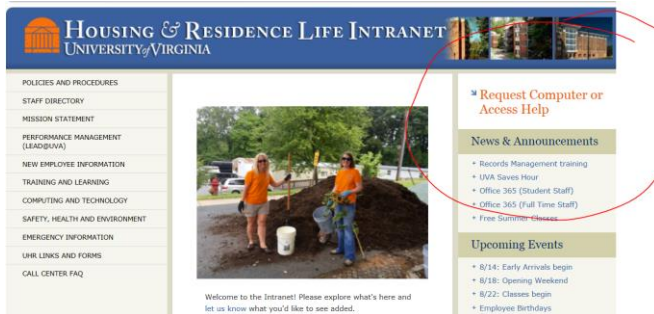 HOUSING & RESIDENCE LIFE INTRANET
UNIVERSITY of VIRGINIA
POLICIES AND PROCEDURES
STAFF DIRECTORY
MISSION STATEMENT
PERFORMANCE MANAGEMENT
(LEAD@UVA)
NEW EMPLOYEE INFORMATION
TRAINING AND LEARNING
COMPUTING AND TECHNOLOGY
SAFETY, HEALTH AND ENVIRONMENT
EMERGENCY INFORMATION
UHR LINKS AND FORMS
CALL CENTER FAQ
Welcome to the Intranet! Please explore what's here and
let us know what you'd like to see added.
Request Computer or
Access Help
News & Announcements
Records Management training
UVA Saves Hour
Office 365 (Student Staff)
Office 365 (Full Time Staff)
Free Summer Classes
Upcoming Events
8/14: Early Arrivals begin
8/18: Opening Weekend
8/22: Classes begin
Employee Birthdays